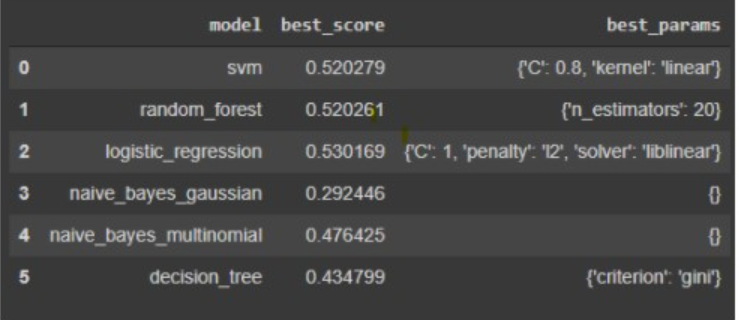 model best_score best_params
0 svm 0.520279 {'C': 0.8, 'kernel': 'linear'}
1 random_forest 0.520261 {'n_estimators': 20}
2 logistic_regression 0.530169 {'C': 1, 'penalty': 'l2', 'solver': 'liblinear'}
3 naive_bayes_gaussian 0.292446 {}
4 naive_bayes_multinomial 0.476425 {}
5 decision_tree 0.434799 {'criterion': 'gini'}